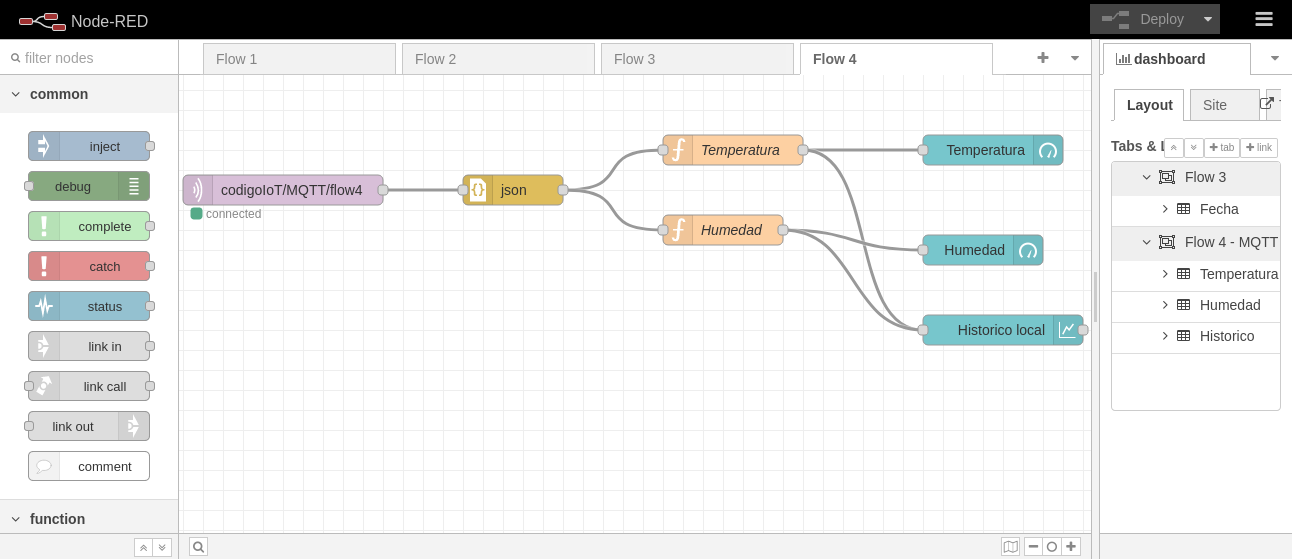 Node-RED
Deploy
filter nodes
Flow 1
Flow 2
Flow 3
Flow 4
dashboard
common
inject
debug
complete
catch
status
link in
link call
link out
comment
function
codigoIoT/MQTT/flow4
connected
json
Temperatura
Humedad
Temperatura
Humedad
Historico local
Layout
Site
Tabs &
tab
link
Flow 3
Fecha
Flow 4 - MQTT
Temperatura
Humedad
Historico